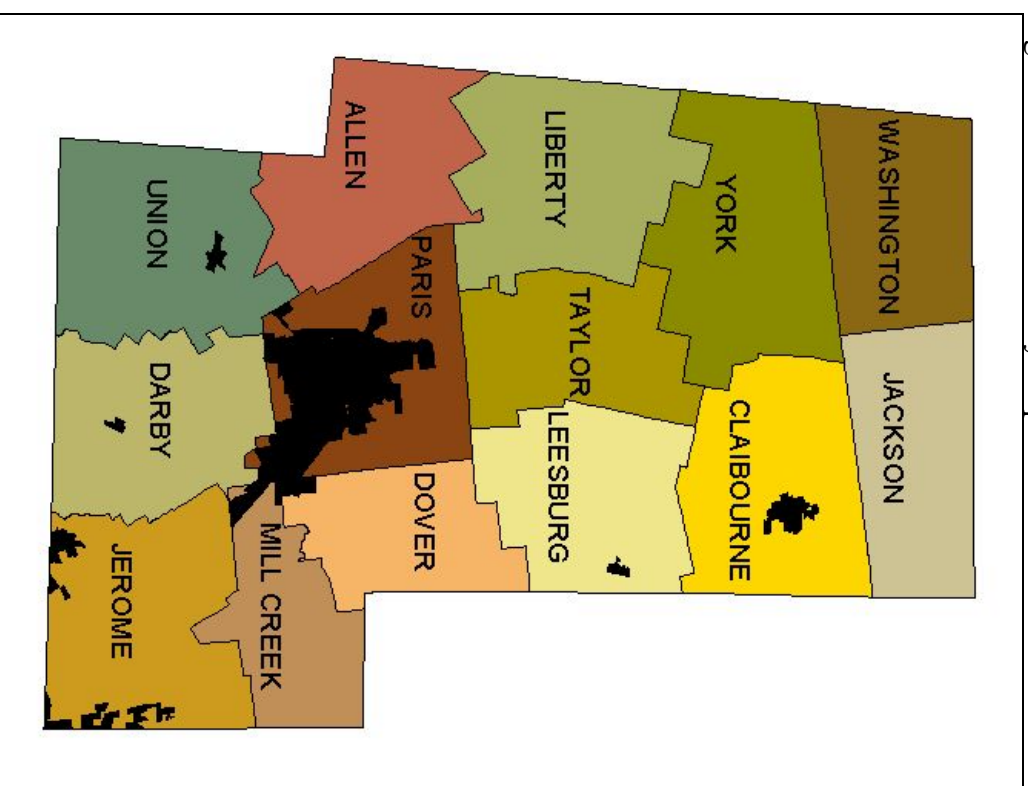 WASHINGTON
JACKSON
YORK
CLAIBOURNE
LIBERTY
TAYLOR
LEESBURG
ALLEN
PARIS
DOVER
MILL CREEK
UNION
DARBY
JEROME